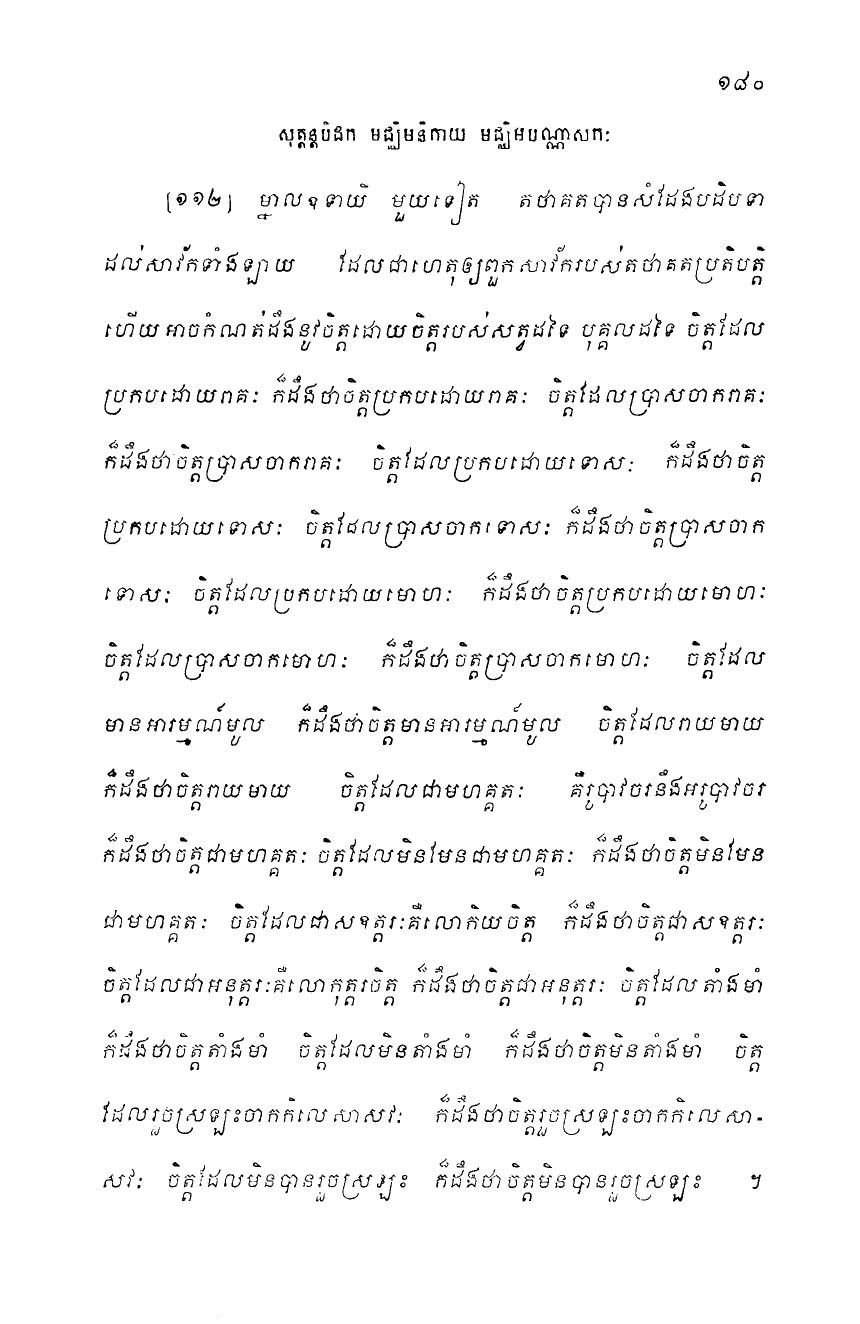 ១៨០
សុត្តន្តបិដក មជ្ឈិមនិកាយ មជ្ឈិមបណ្ណាសកៈ
[១១២] ម្នាលឧទាយិ មួយទៀត តថាគតបានសំដែងបដិបទា
ដល់សាវ័កទាំងឡាយ ដែលជាហេតុឲ្យពួកសាវ័ករបស់តថាគតប្រតិបត្តិ
ហើយ អាចកំណត់ដឹងនូវចិត្តដោយចិត្តរបស់សត្វដទៃ បុគ្គលដទៃ ចិត្តដែល
ប្រកបដោយរាគៈ ក៏ដឹងថាចិត្តប្រកបដោយរាគៈ ចិត្តដែលប្រាសចាករាគៈ
ក៏ដឹងថាចិត្តប្រាសចាករាគៈ ចិត្តដែលប្រកបដោយទោសៈ ក៏ដឹងថាចិត្ត
ប្រកបដោយទោសៈ ចិត្តដែលប្រាសចាកទោសៈ ក៏ដឹងថាចិត្តប្រាសចាក
ទោសៈ ចិត្តដែលប្រកបដោយមោហៈ ក៏ដឹងថាចិត្តប្រកបដោយមោហៈ
ចិត្តដែលប្រាសចាកមោហៈ ក៏ដឹងថាចិត្តប្រាសចាកមោហៈ ចិត្តដែល
មានអារម្មណ៍មូល ក៏ដឹងថាចិត្តមានអារម្មណ៍មូល ចិត្តដែលរាយមាយ
ក៏ដឹងថាចិត្តរាយមាយ ចិត្តដែលជាមហគ្គតៈ គឺរូបាវចរនឹងអរូបាវចរ
ក៏ដឹងថាចិត្តជាមហគ្គតៈ ចិត្តដែលមិនមែនជាមហគ្គតៈ ក៏ដឹងថាចិត្តមិនមែន
ជាមហគ្គតៈ ចិត្តដែលជាសឧត្តរៈគឺលោកិយចិត្ត ក៏ដឹងថាចិត្តជាសឧត្តរៈ
ចិត្តដែលជាអនុត្តរៈគឺលោកុត្តរចិត្ត ក៏ដឹងថាចិត្តជាអនុត្តរៈ ចិត្តដែលតាំងមាំ
ក៏ដឹងថាចិត្តតាំងមាំ ចិត្តដែលមិនតាំងមាំ ក៏ដឹងថាចិត្តមិនតាំងមាំ ចិត្ត
ដែលរួចស្រឡះចាកកិលេសាសវៈ ក៏ដឹងថាចិត្តរួចស្រឡះចាកកិលេសា-
សវៈ ចិត្តដែលមិនបានរួចស្រឡះ ក៏ដឹងថាចិត្តមិនបានរួចស្រឡះ ។